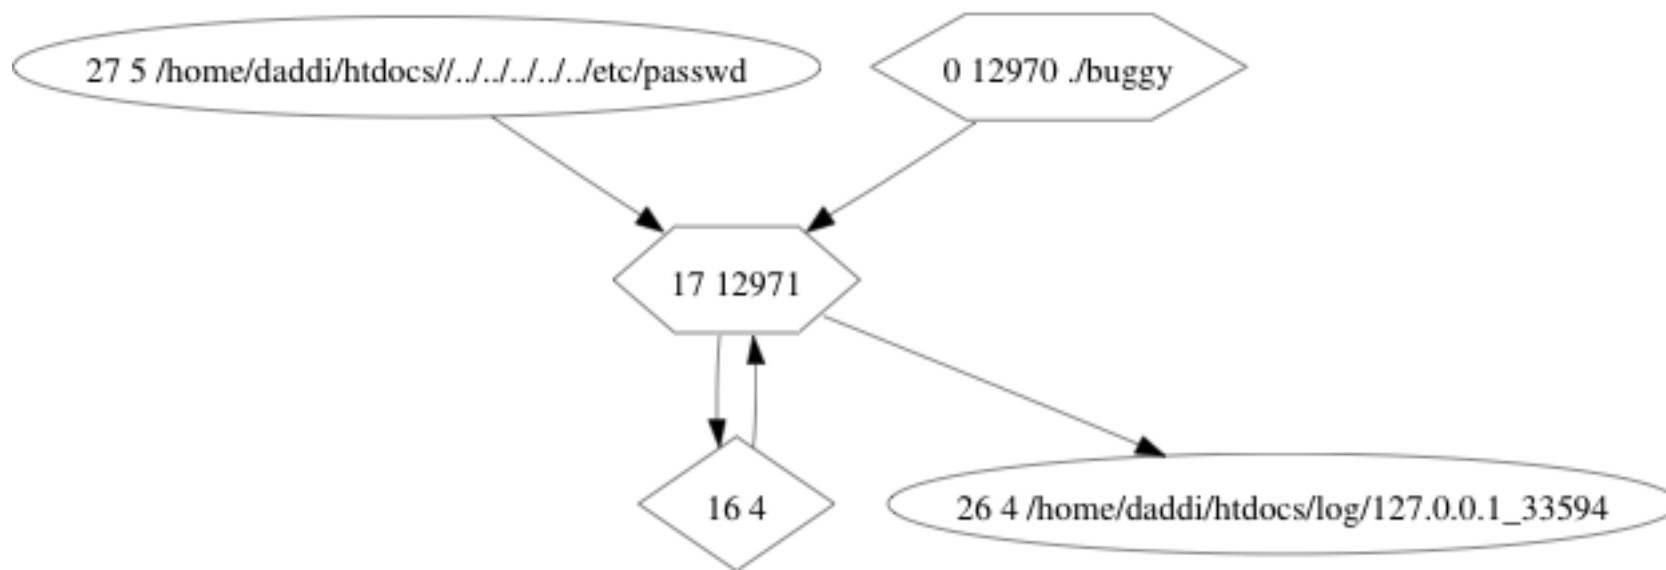 27 5 /home/daddi/htdocs//../../../../../etc/passwd
0 12970 ./buggy
17 12971
16 4
26 4 /home/daddi/htdocs/log/127.0.0.1_33594